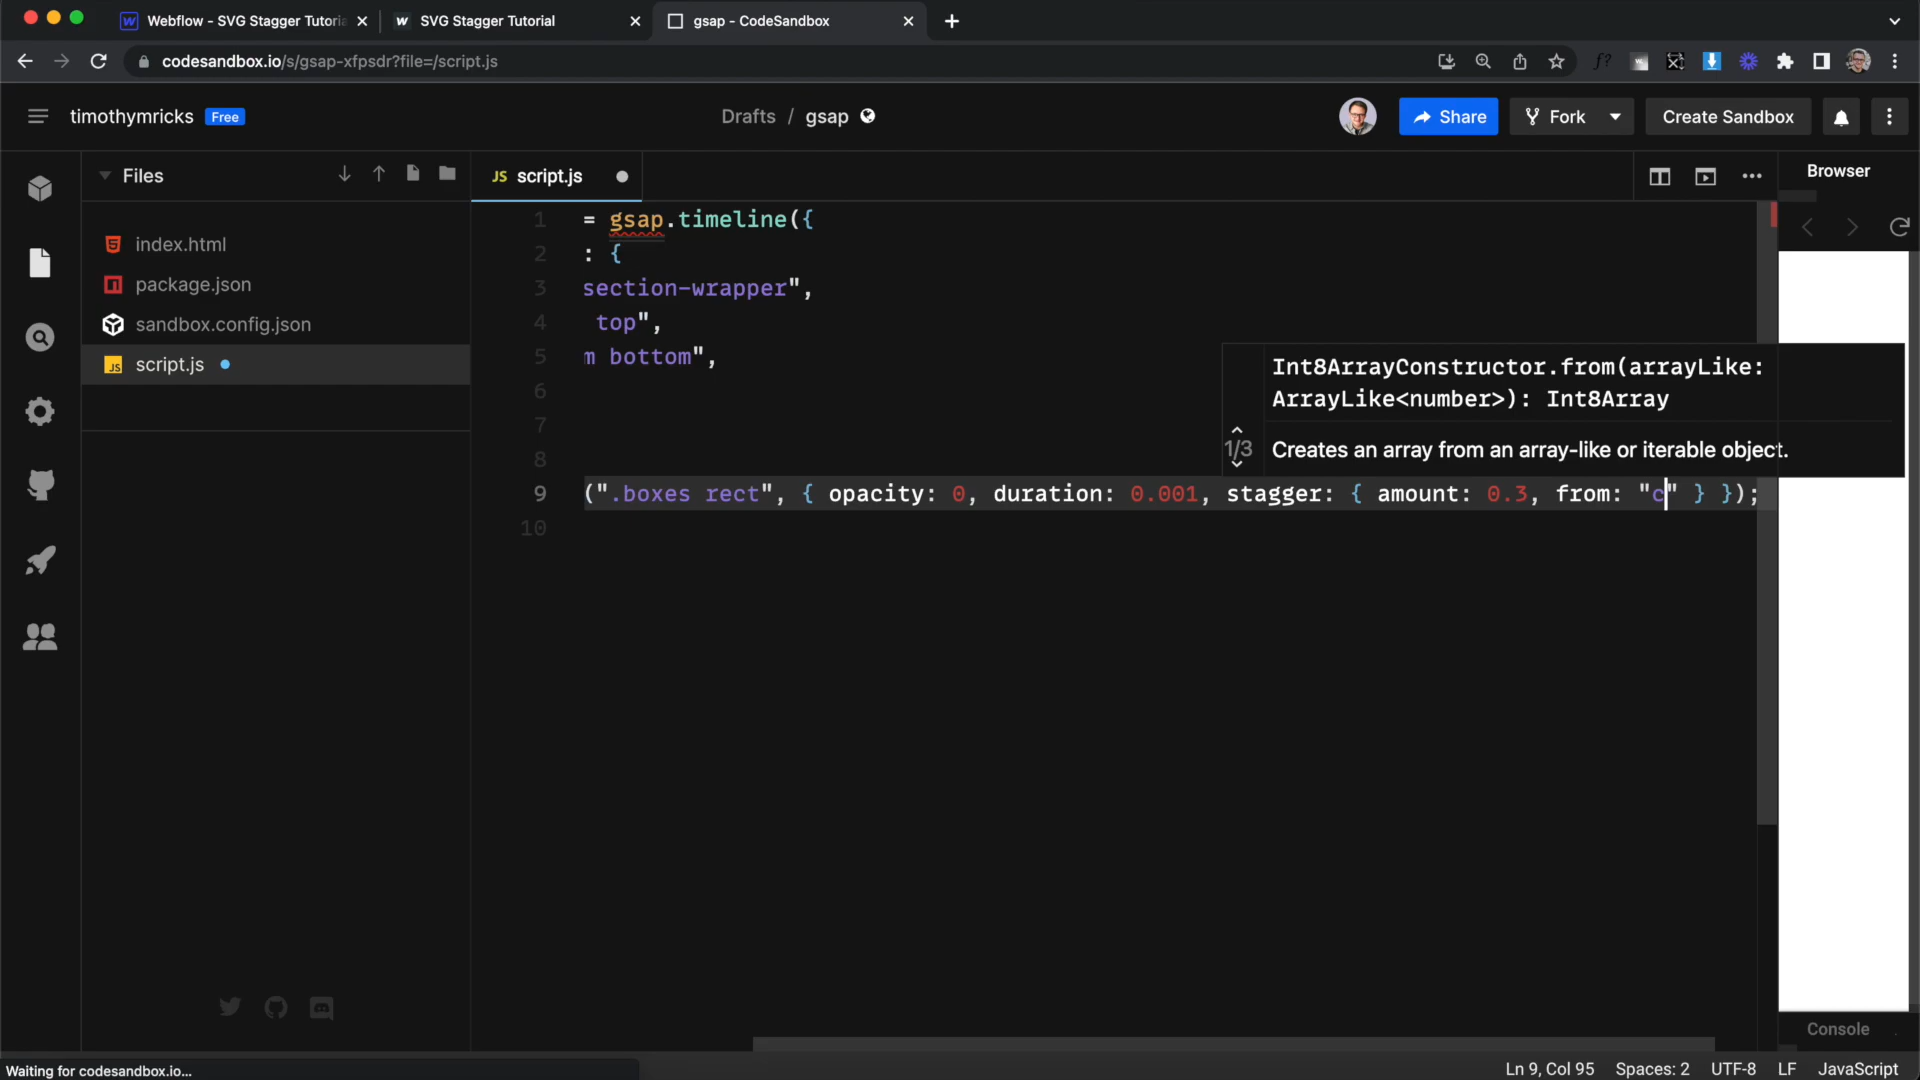 Webflow - SVG Stagger Tutoria
SVG Stagger Tutorial
gsap - CodeSandbox
codesandbox.io/s/gsap-xfpsdr?file=/script.js
timothymricks
Free
Drafts / gsap
Share
Fork
Create Sandbox
Files
JS script.js
Browser
index.html
package.json
sandbox.config.json
script.js
1 = gsap.timeline({
2 : {
3 section-wrapper",
4 top",
5 m bottom",
6
7
8
9 (".boxes rect", { opacity: 0, duration: 0.001, stagger: { amount: 0.3, from: "c" } });
10
Int8ArrayConstructor.from(arrayLike:
ArrayLike<number>): Int8Array
1/3
Creates an array from an array-like or iterable object.
Console
Waiting for codesandbox.io...
Ln 9, Col 95
Spaces: 2
UTF-8
LF
JavaScript